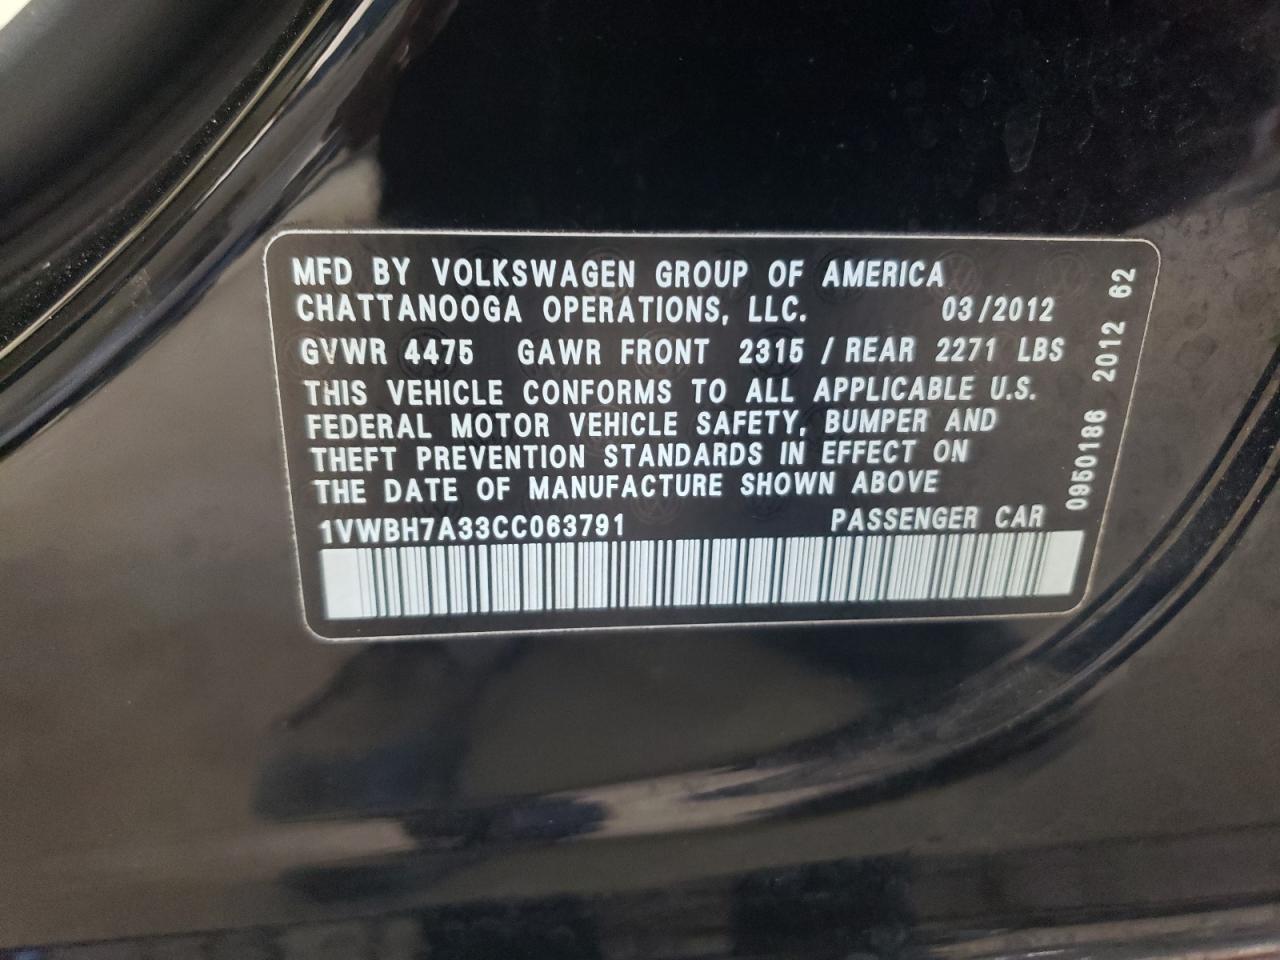 MFD BY VOLKSWAGEN GROUP OF AMERICA
CHATTANOOGA OPERATIONS, LLC. 03/2012
GVWR 4475 GAWR FRONT 2315 / REAR 2271 LBS
THIS VEHICLE CONFORMS TO ALL APPLICABLE U.S.
FEDERAL MOTOR VEHICLE SAFETY, BUMPER AND
THEFT PREVENTION STANDARDS IN EFFECT ON
THE DATE OF MANUFACTURE SHOWN ABOVE
1VWBH7A33CC063791 PASSENGER CAR
0950186 2012 62